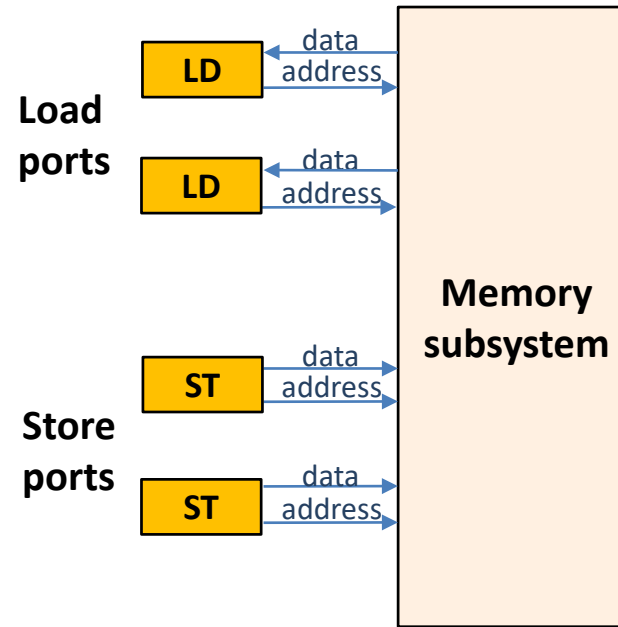 Load
ports
LD
data
address
LD
data
address
Store
ports
ST
data
address
ST
data
address
Memory
subsystem